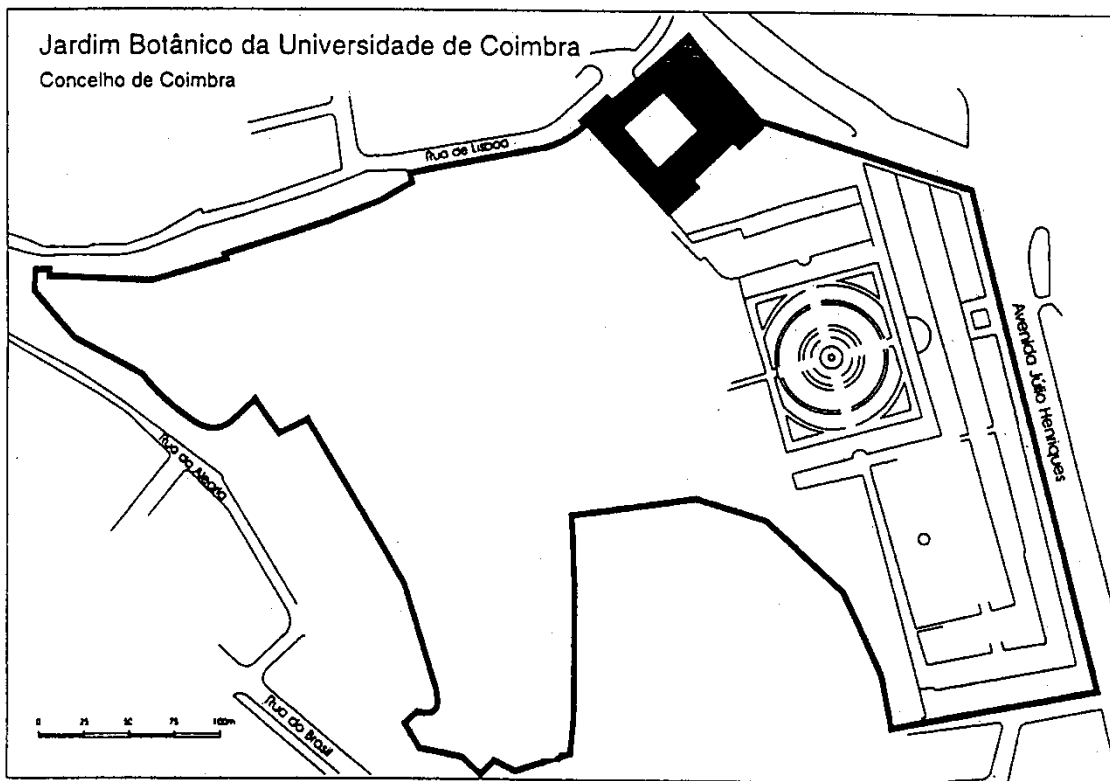 Jardim Botânico da Universidade de Coimbra
Concelho de Coimbra
Rua de Lisboa
Avenida Júlio Henriques
Rua da Alegria
Rua do Brasil
0 25 50 75 100m